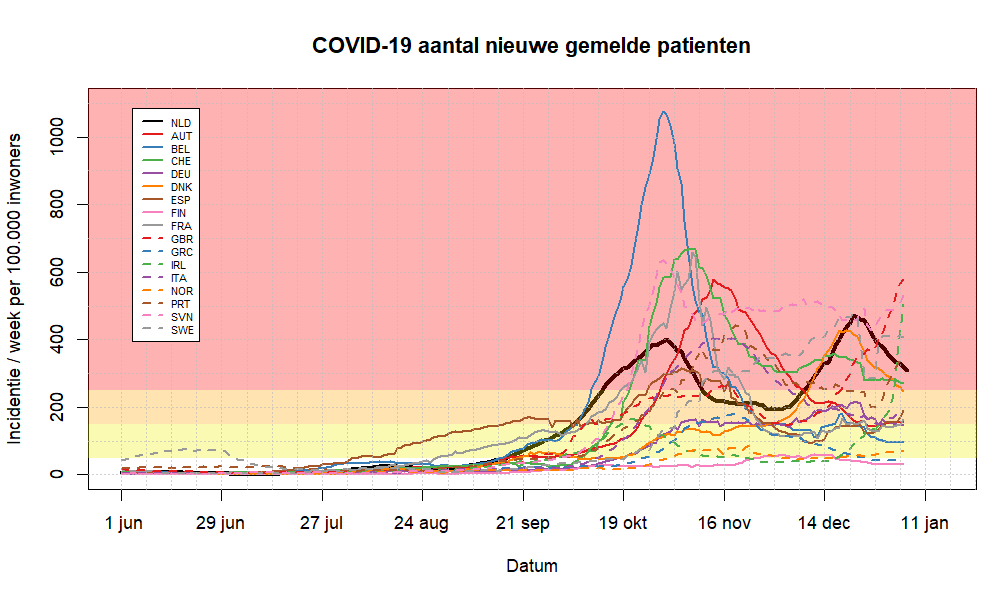 COVID-19 aantal nieuwe gemelde patienten
Incidentie / week per 100.000 inwoners
1000
800
600
400
200
0
NLD
AUT
BEL
CHE
DEU
DNK
ESP
FIN
FRA
GBR
GRC
IRL
ITA
NOR
PRT
SVN
SWE
1 jun 29 jun 27 jul 24 aug 21 sep 19 okt 16 nov 14 dec 11 jan
Datum